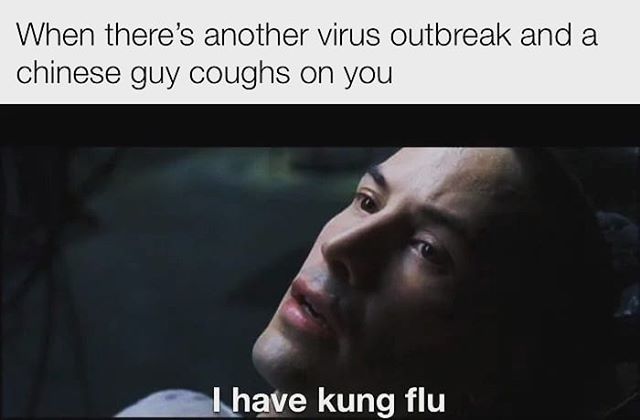 When there's another virus outbreak and a
chinese guy coughs on you
I have kung flu